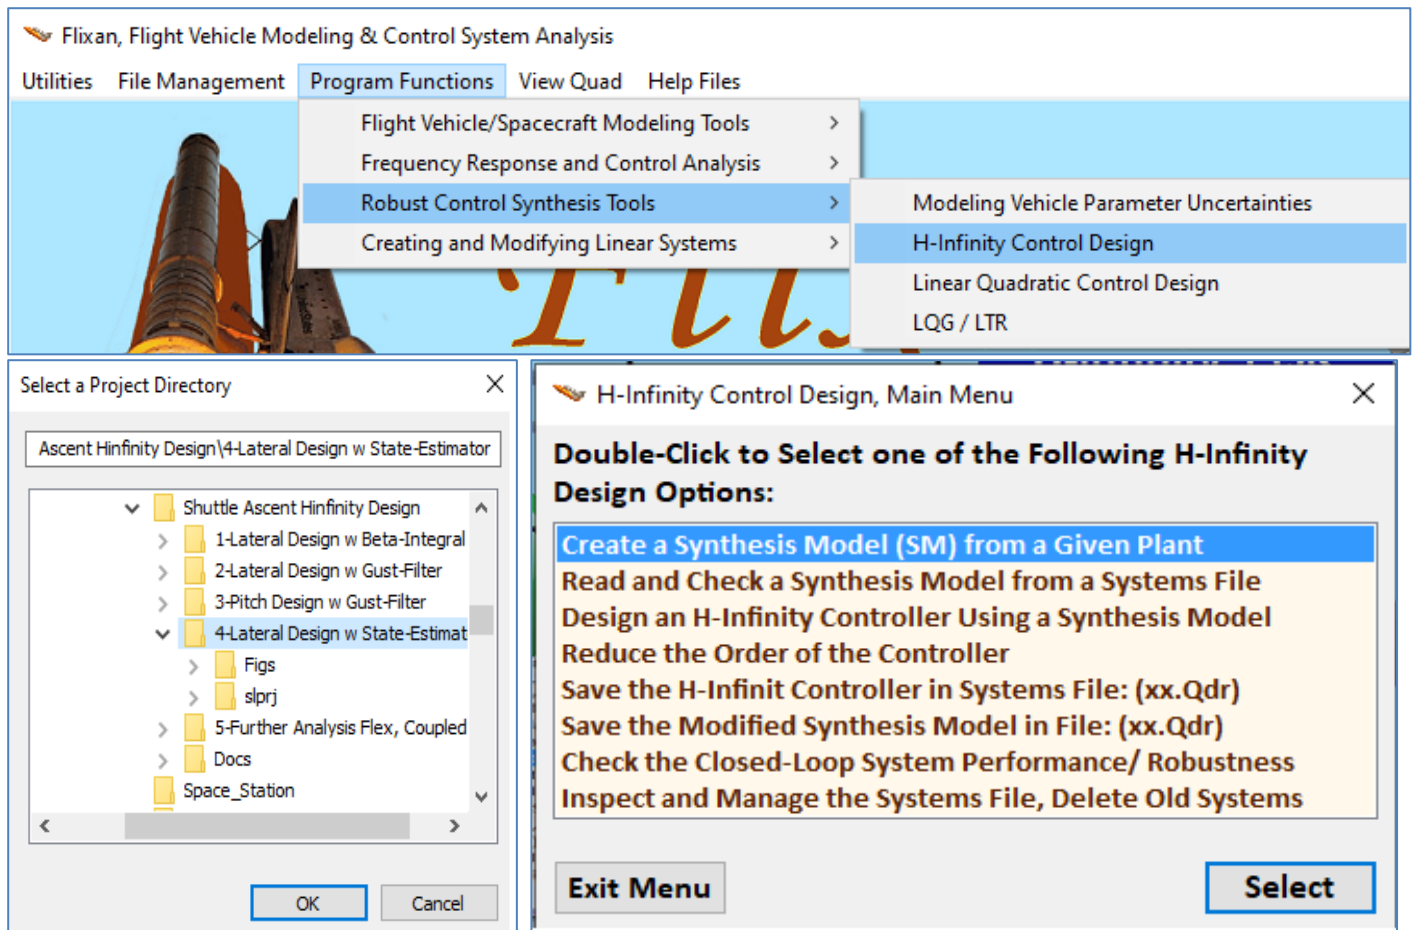 Flixan, Flight Vehicle Modeling & Control System Analysis
Utilities File Management Program Functions View Quad Help Files
Flight Vehicle/Spacecraft Modeling Tools
Frequency Response and Control Analysis
Robust Control Synthesis Tools
Creating and Modifying Linear Systems
Modeling Vehicle Parameter Uncertainties
H-Infinity Control Design
Linear Quadratic Control Design
LQG / LTR
Select a Project Directory
Ascent Hinfinity Design\4-Lateral Design w State-Estimator
Shuttle Ascent Hinfinity Design
1-Lateral Design w Beta-Integral
2-Lateral Design w Gust-Filter
3-Pitch Design w Gust-Filter
4-Lateral Design w State-Estimat
Figs
slprj
5-Further Analysis Flex, Coupled
Docs
Space_Station
OK Cancel
H-Infinity Control Design, Main Menu
Double-Click to Select one of the Following H-Infinity
Design Options:
Create a Synthesis Model (SM) from a Given Plant
Read and Check a Synthesis Model from a Systems File
Design an H-Infinity Controller Using a Synthesis Model
Reduce the Order of the Controller
Save the H-Infinit Controller in Systems File: (xx.Qdr)
Save the Modified Synthesis Model in File: (xx.Qdr)
Check the Closed-Loop System Performance/ Robustness
Inspect and Manage the Systems File, Delete Old Systems
Exit Menu Select